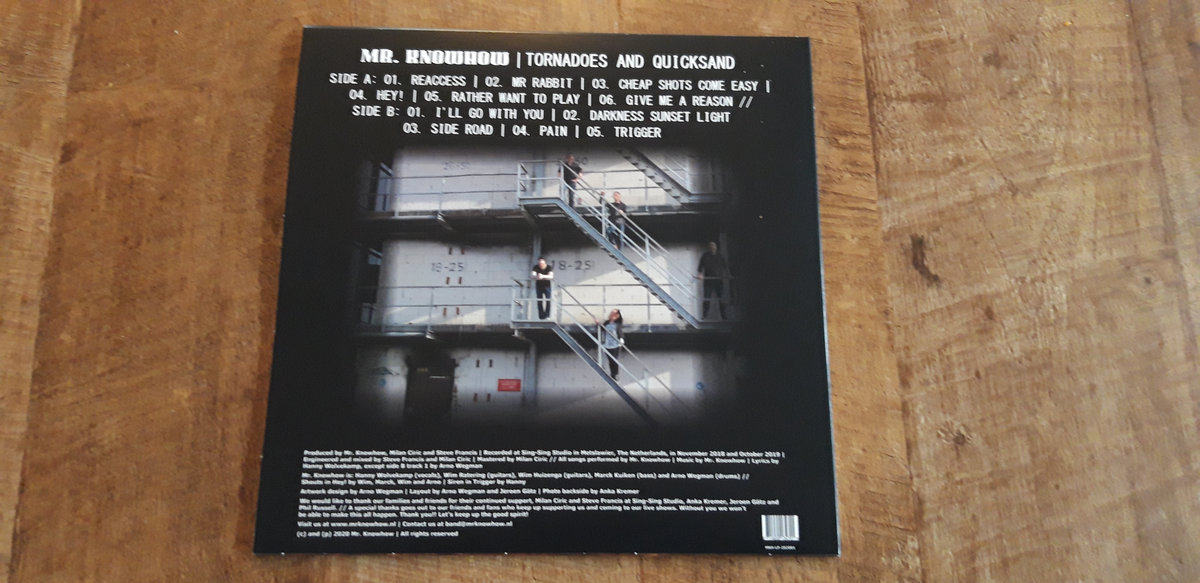 MR. KNOWHOW | TORNADOES AND QUICKSAND
SIDE A: 01. REACCESS | 02. MR RABBIT | 03. CHEAP SHOTS COME EASY |
04. HEY! | 05. RATHER WANT TO PLAY | 06. GIVE ME A REASON //
SIDE B: 01. I'LL GO WITH YOU | 02. DARKNESS SUNSET LIGHT
03. SIDE ROAD | 04. PAIN | 05. TRIGGER
18-25
18-25
Produced by Mr. Knowhow, Milan Ciric and Steve Francis | Recorded at Sing-Sing Studio in Metslawier, The Netherlands, in November 2018 and October 2019 |
Engineered and mixed by Steve Francis and Milan Ciric | Mastered by Milan Ciric // All songs performed by Mr. Knowhow | Music by Mr. Knowhow | Lyrics by
Hanny Wolvekamp, except side B track 1 by Arno Wegman
Mr. Knowhow is: Hanny Wolvekamp (vocals), Wim Ratering (guitars), Wim Huizenga (guitars), Marck Kuiken (bass) and Arno Wegman (drums) //
Shouts in Hey! by Wim, Marck, Wim and Arno | Siren in Trigger by Hanny
Artwork design by Arno Wegman | Layout by Arno Wegman and Jeroen Götz | Photo backside by Anka Kremer
We would like to thank our families and friends for their continued support, Milan Ciric and Steve Francis at Sing-Sing Studio, Anka Kremer, Jeroen Götz and
Phil Russell. // A special thanks goes out to our friends and fans who keep up supporting us and coming to our live shows. Without you we won't
be able to make this all happen. Thank you!! Let's keep up the good spirit!
Visit us at www.mrknowhow.nl | Contact us at band@mrknowhow.nl
(c) and (p) 2020 Mr. Knowhow | All rights reserved